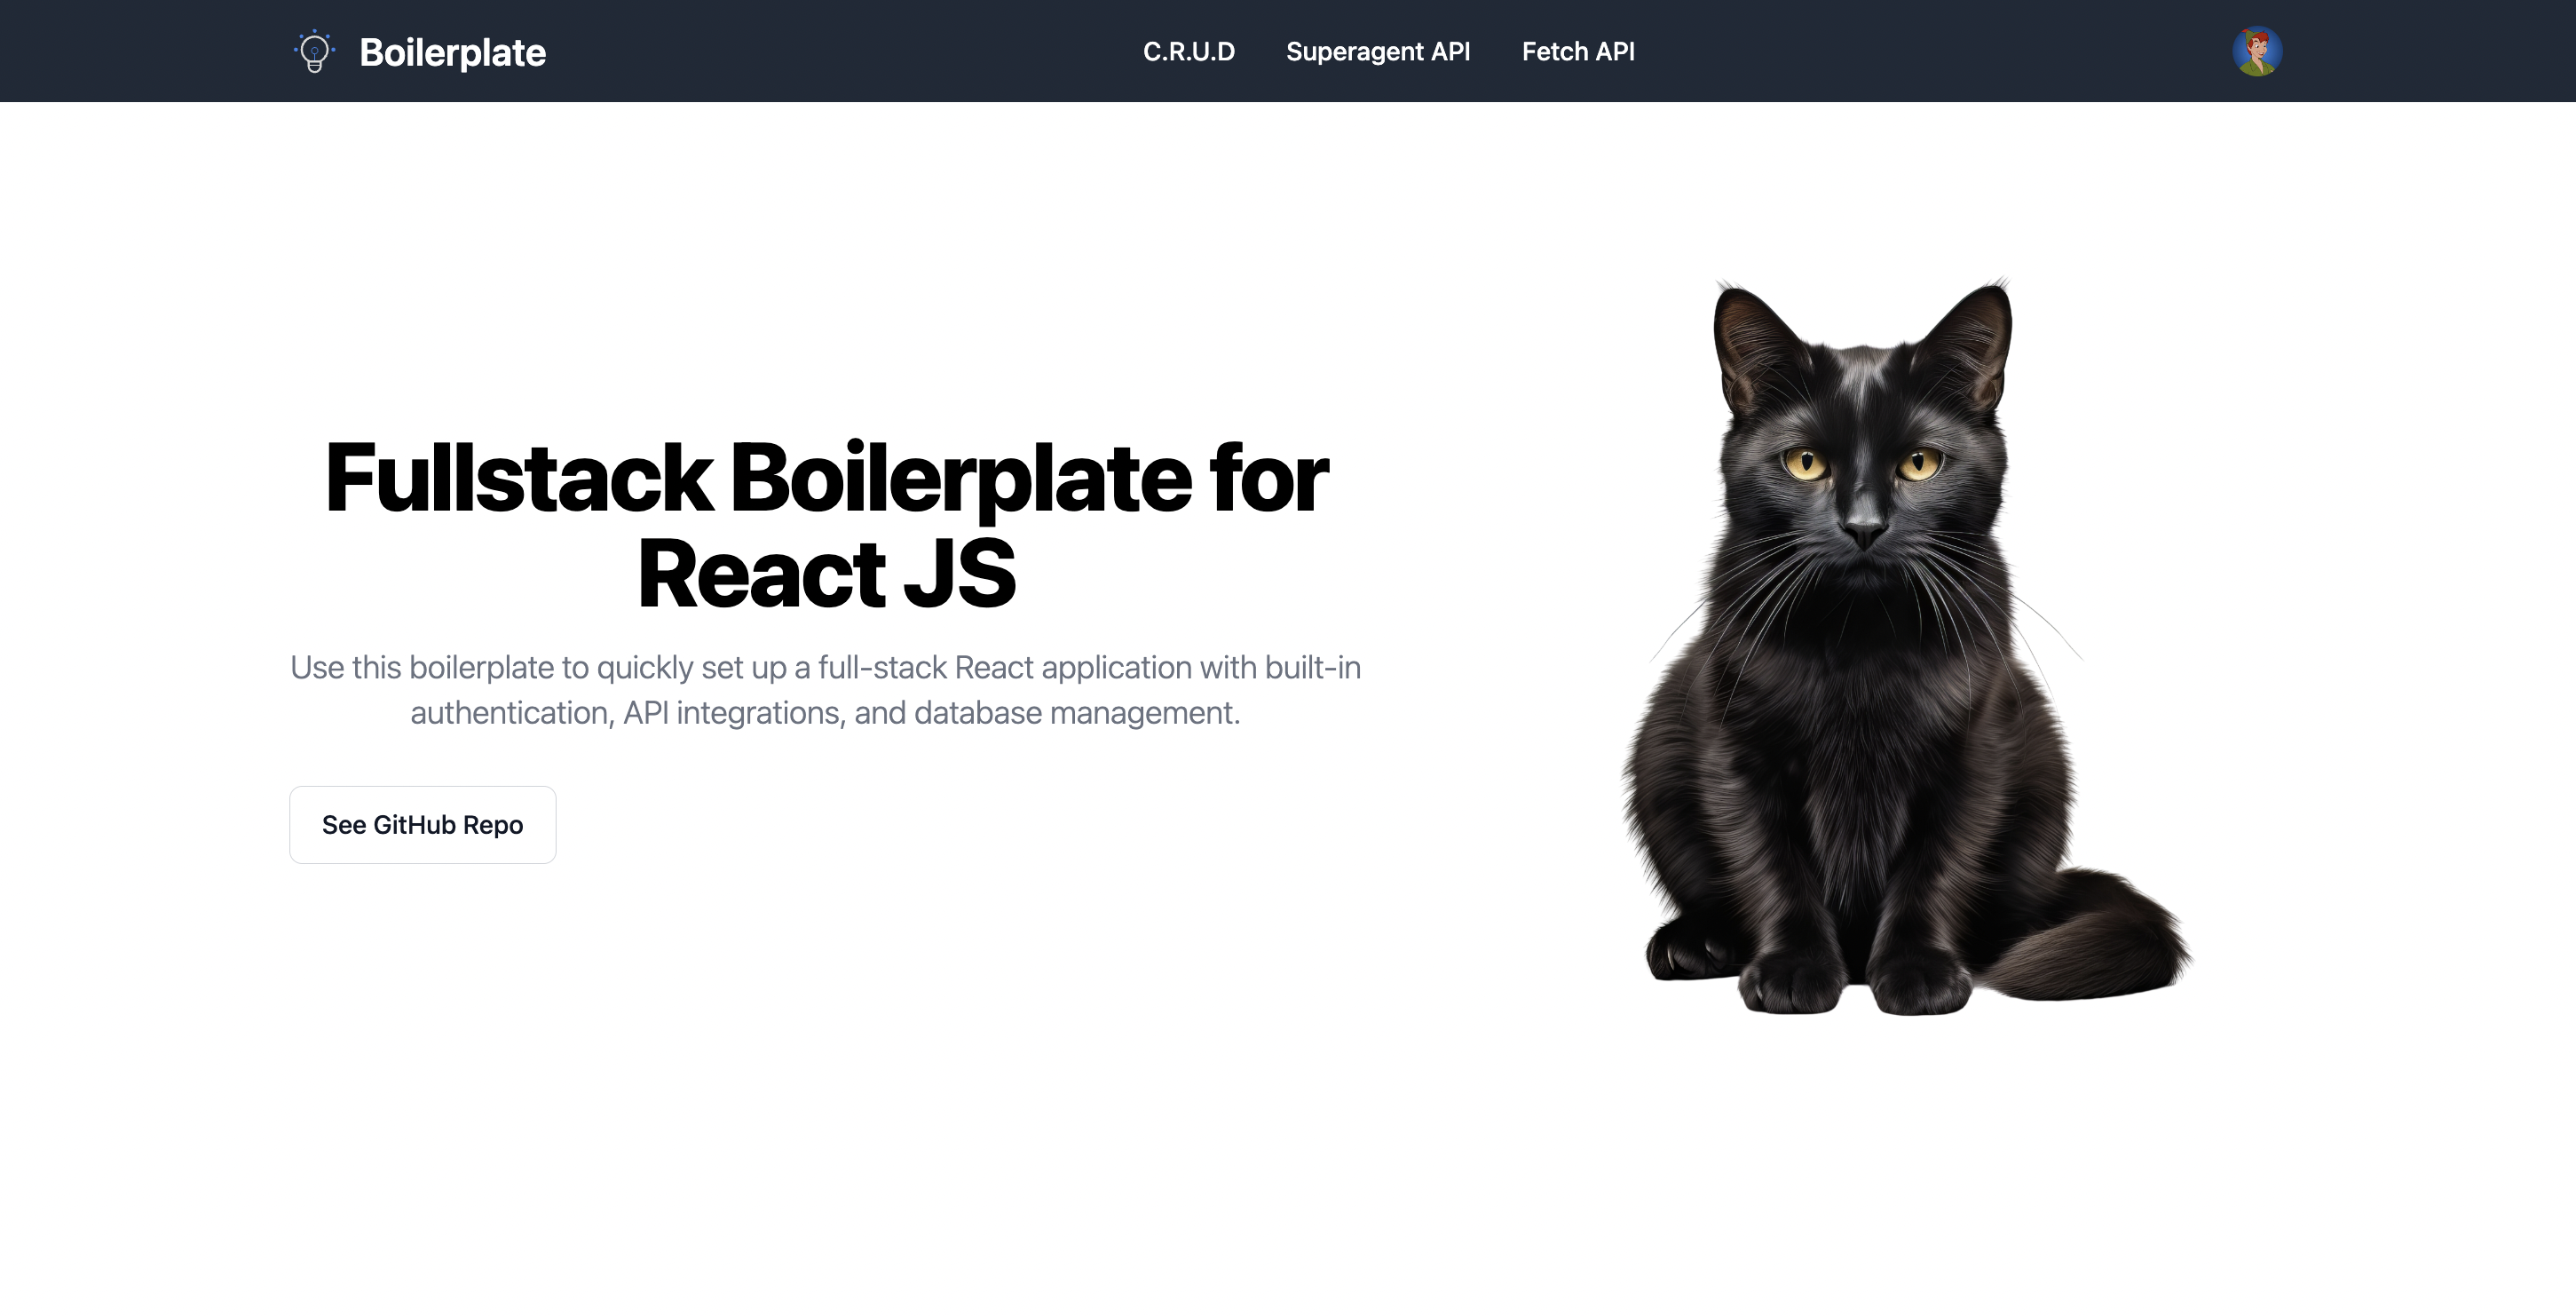 Boilerplate
C.R.U.D
Superagent API
Fetch API
Fullstack Boilerplate for
React JS
Use this boilerplate to quickly set up a full-stack React application with built-in
authentication, API integrations, and database management.
See GitHub Repo